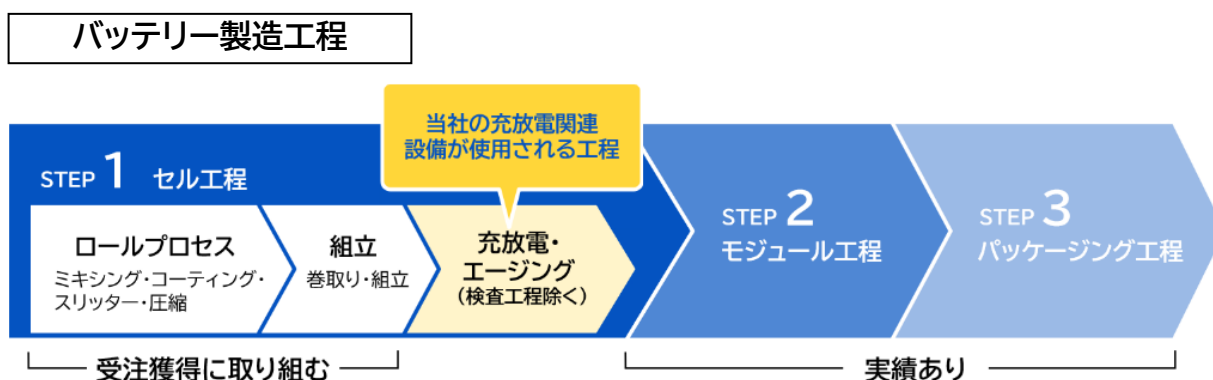 バッテリー製造工程
当社の充放電関連
設備が使用される工程
STEP 1 セル工程
ロールプロセス
ミキシング・コーティング・
スリッター・圧縮
組立
巻取り・組立
充放電・
エージング
(検査工程除く)
STEP 2
モジュール工程
STEP 3
パッケージング工程
受注獲得に取り組む
実績あり